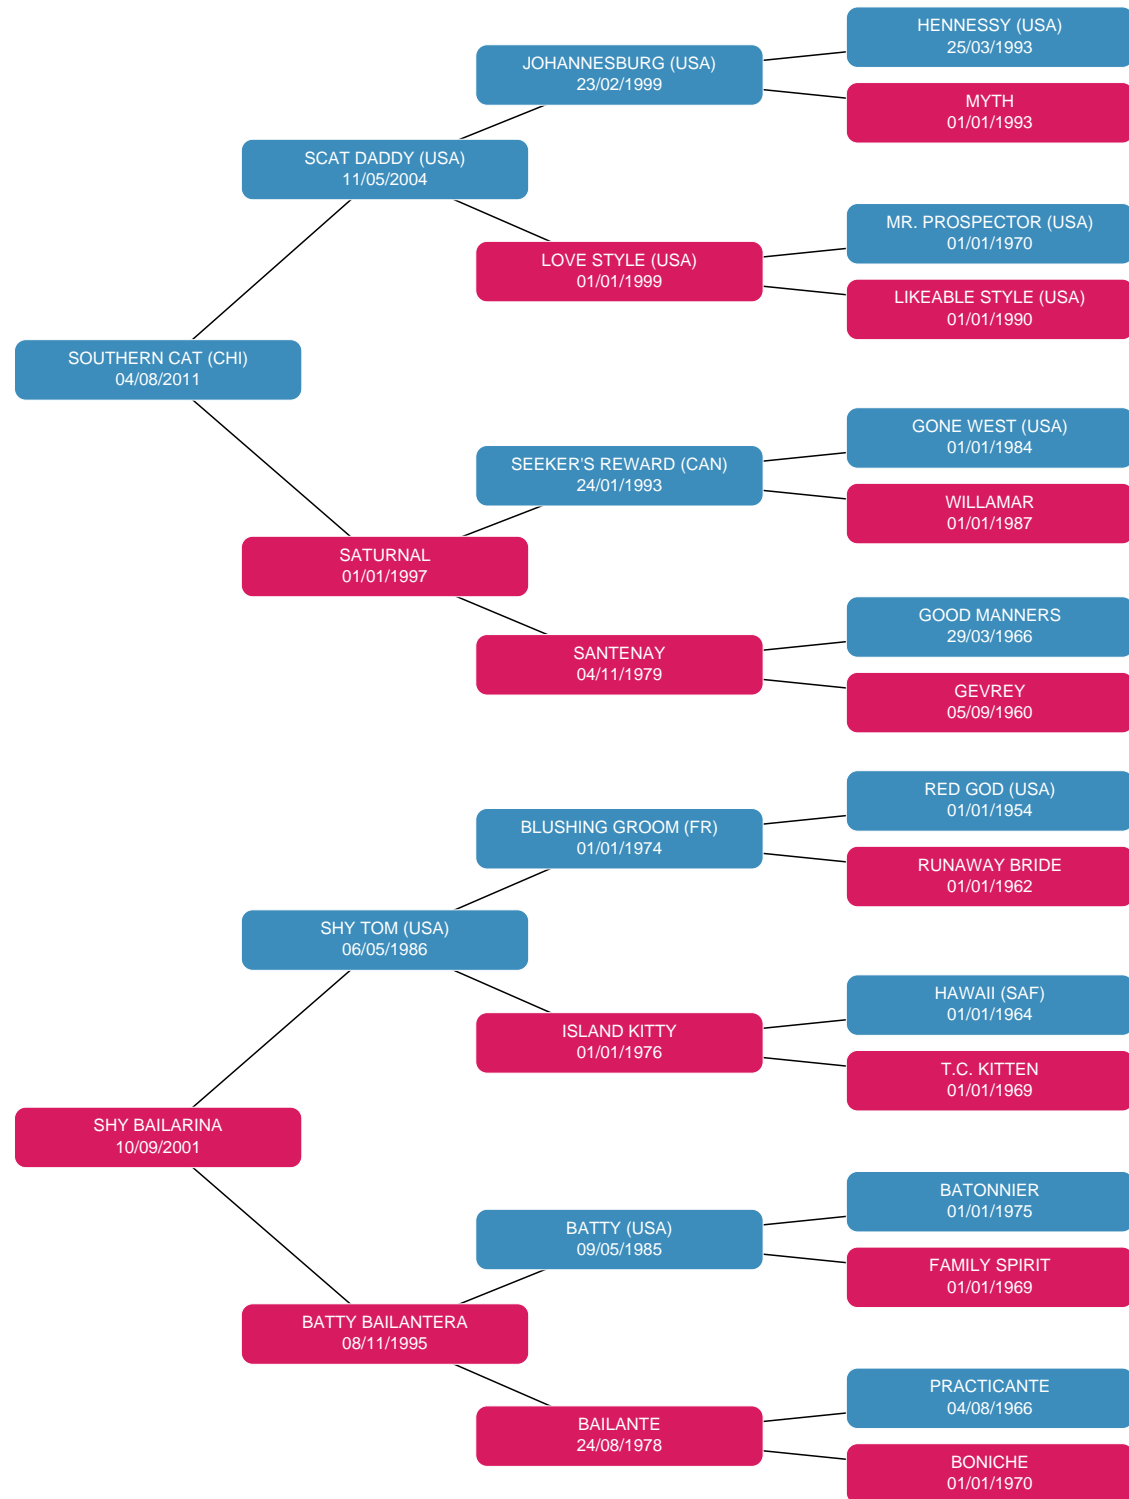 HENNESSY (USA)
25/03/1993
JOHANNESBURG (USA)
23/02/1999
MYTH
01/01/1993
SCAT DADDY (USA)
11/05/2004
MR. PROSPECTOR (USA)
01/01/1970
LOVE STYLE (USA)
01/01/1999
LIKEABLE STYLE (USA)
01/01/1990
SOUTHERN CAT (CHI)
04/08/2011
GONE WEST (USA)
01/01/1984
SEEKER'S REWARD (CAN)
24/01/1993
WILLAMAR
01/01/1987
SATURNAL
01/01/1997
GOOD MANNERS
29/03/1966
SANTENAY
04/11/1979
GEVREY
05/09/1960
RED GOD (USA)
01/01/1954
BLUSHING GROOM (FR)
01/01/1974
RUNAWAY BRIDE
01/01/1962
SHY TOM (USA)
06/05/1986
HAWAII (SAF)
01/01/1964
ISLAND KITTY
01/01/1976
T.C. KITTEN
01/01/1969
SHY BAILARINA
10/09/2001
BATONNIER
01/01/1975
BATTY (USA)
09/05/1985
FAMILY SPIRIT
01/01/1969
BATTY BAILANTERA
08/11/1995
PRACTICANTE
04/08/1966
BAILANTE
24/08/1978
BONICHE
01/01/1970